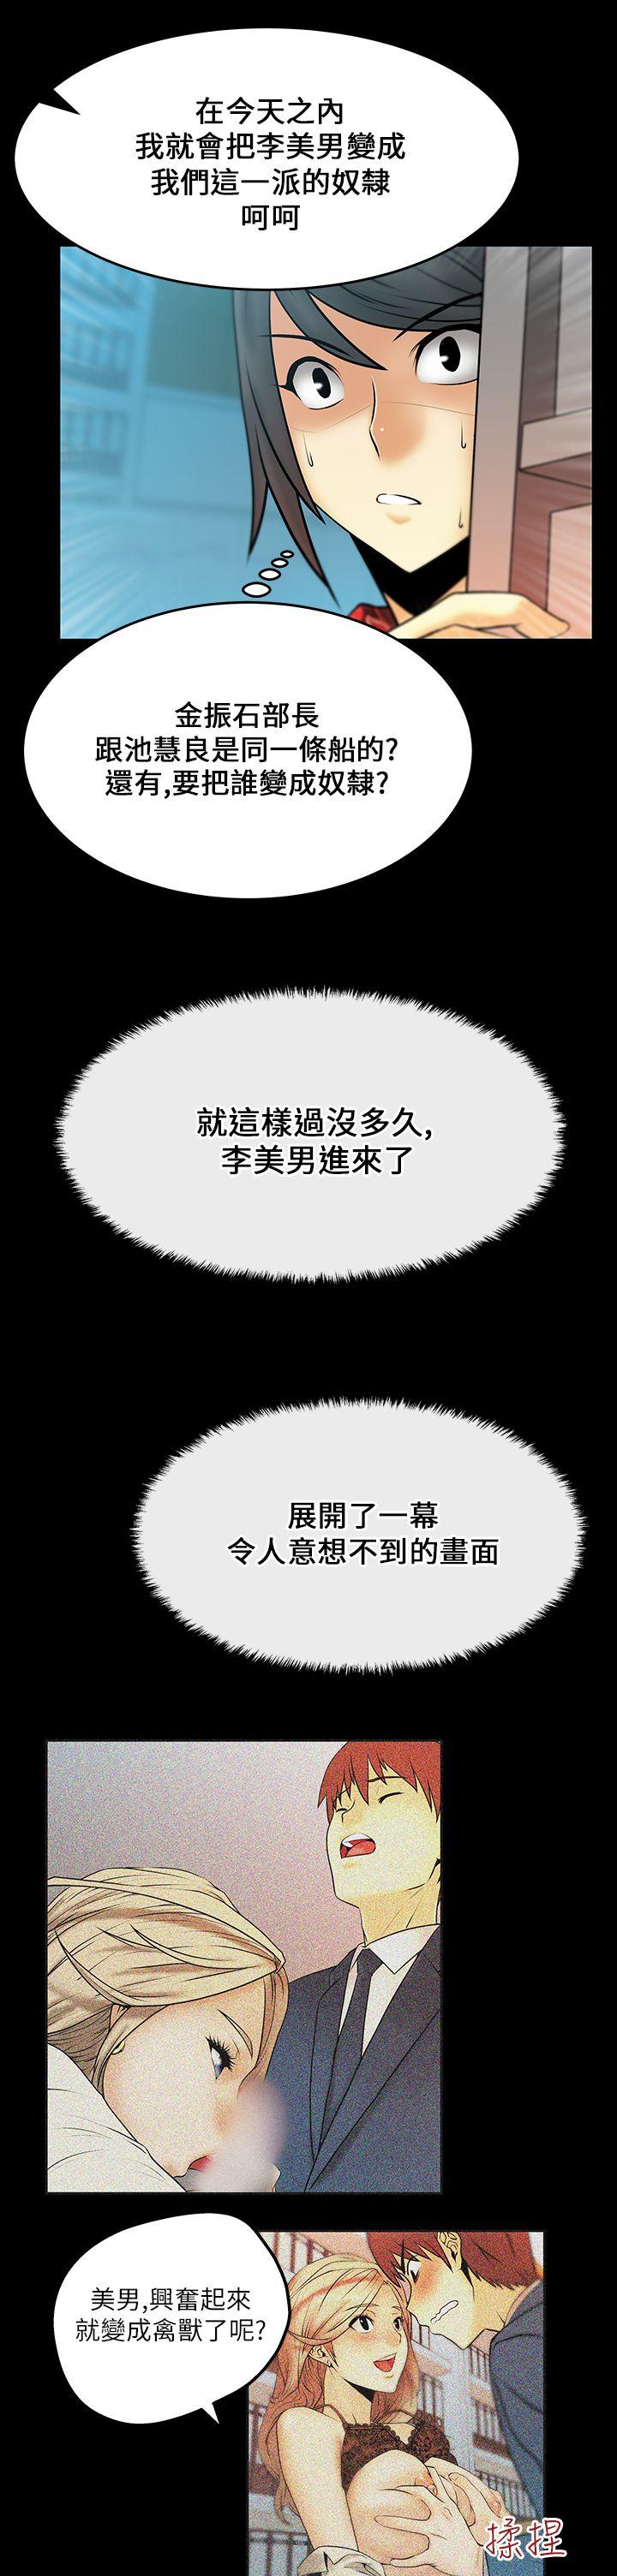 在今天之內
我就會把李美男變成
我們這一派的奴隸
呵呵
金振石部長
跟池慧良是同一條船的?
還有,要把誰變成奴隸?
就這樣過沒多久,
李美男進來了
展開了一幕
令人意想不到的畫面
美男,興奮起來
就變成禽獸了呢?
揉捏